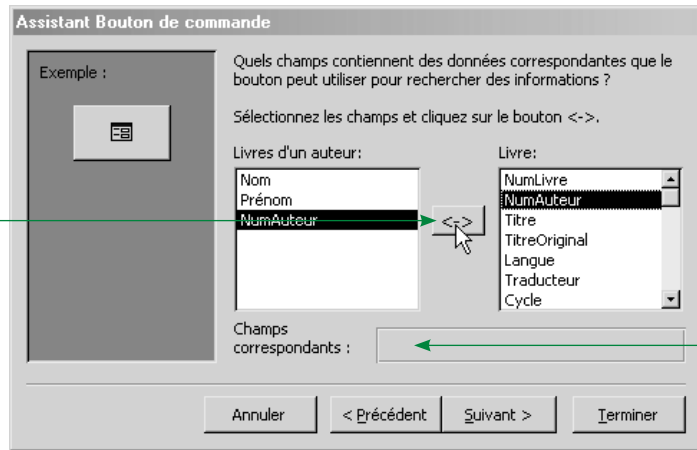 Assistant Bouton de commande
Exemple :
Quels champs contiennent des données correspondantes que le
bouton peut utiliser pour rechercher des informations ?
Sélectionnez les champs et cliquez sur le bouton <->.
Livres d'un auteur:
Nom
Prénom
NumAuteur
<->
Livre:
NumLivre
NumAuteur
Titre
TitreOriginal
Langue
Traducteur
Cycle
Champs
correspondants :
Annuler
< Précédent
Suivant >
Terminer